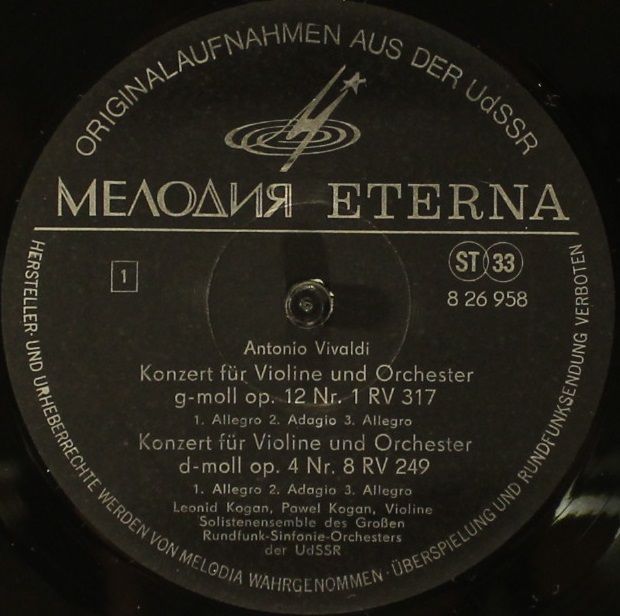 ORIGINALAUFNAHMEN AUS DER UdSSR
МЕЛОДИЯ ETERNA
1
ST 33
8 26 958
Antonio Vivaldi
Konzert für Violine und Orchester
g-moll op. 12 Nr. 1 RV 317
1. Allegro 2. Adagio 3. Allegro
Konzert für Violine und Orchester
d-moll op. 4 Nr. 8 RV 249
1. Allegro 2. Adagio 3. Allegro
Leonid Kogan, Pawel Kogan, Violine
Solistenensemble des Großen
Rundfunk-Sinfonie-Orchesters
der UdSSR
HERSTELLER- UND URHEBERRECHTE WERDEN VON MELODIA WAHRGENOMMEN · ÜBERSPIELUNG UND RUNDFUNKSENDUNG VERBOTEN